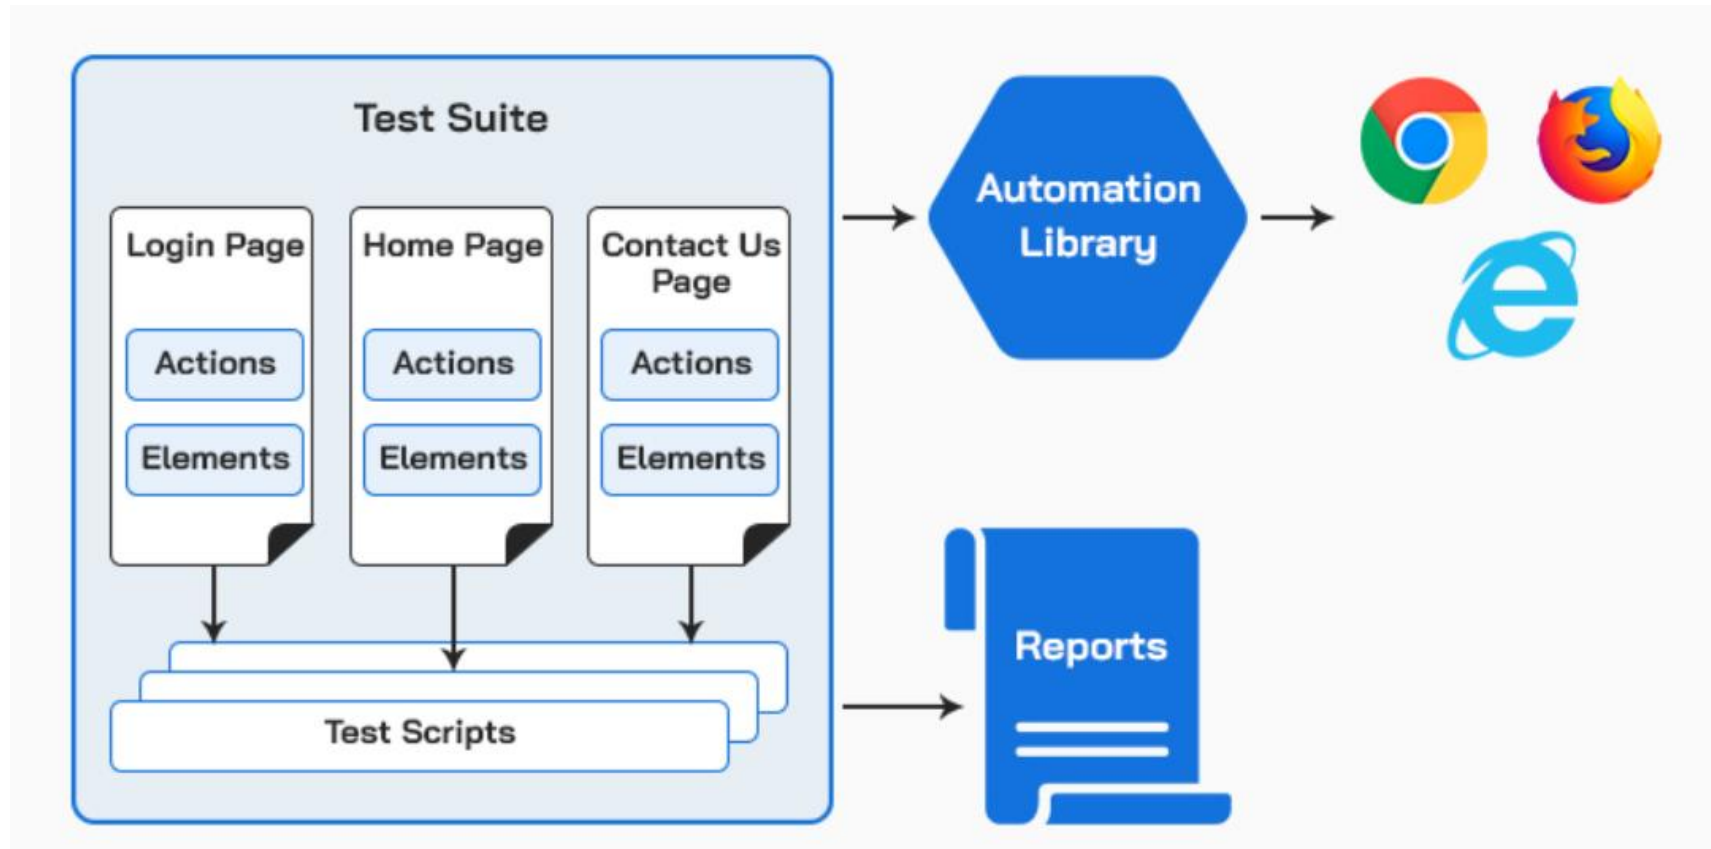 Test Suite
Login Page
Actions
Elements
Home Page
Actions
Elements
Contact Us
Page
Actions
Elements
Test Scripts
Automation
Library
Reports